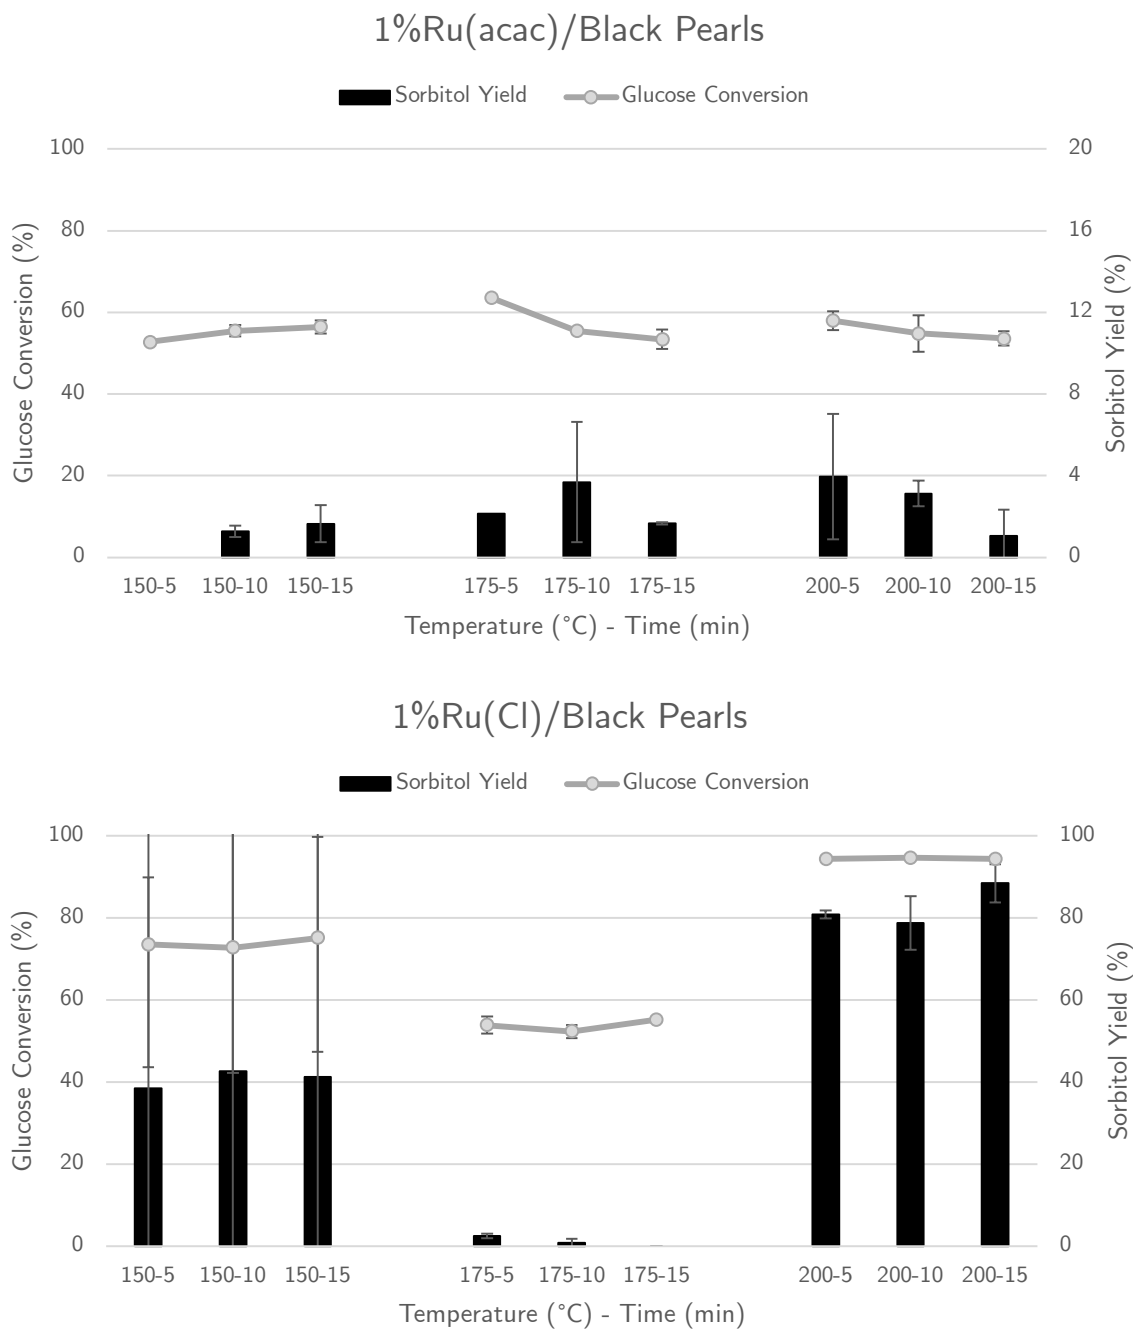 1%Ru(acac)/Black Pearls
Sorbitol Yield Glucose Conversion
100 20
80 16
60 12
40 8
20 4
0 0
Glucose Conversion (%)
Sorbitol Yield (%)
150-5 150-10 150-15 175-5 175-10 175-15 200-5 200-10 200-15
Temperature (°C) - Time (min)
1%Ru(Cl)/Black Pearls
Sorbitol Yield Glucose Conversion
100 100
80 80
60 60
40 40
20 20
0 0
Glucose Conversion (%)
Sorbitol Yield (%)
150-5 150-10 150-15 175-5 175-10 175-15 200-5 200-10 200-15
Temperature (°C) - Time (min)